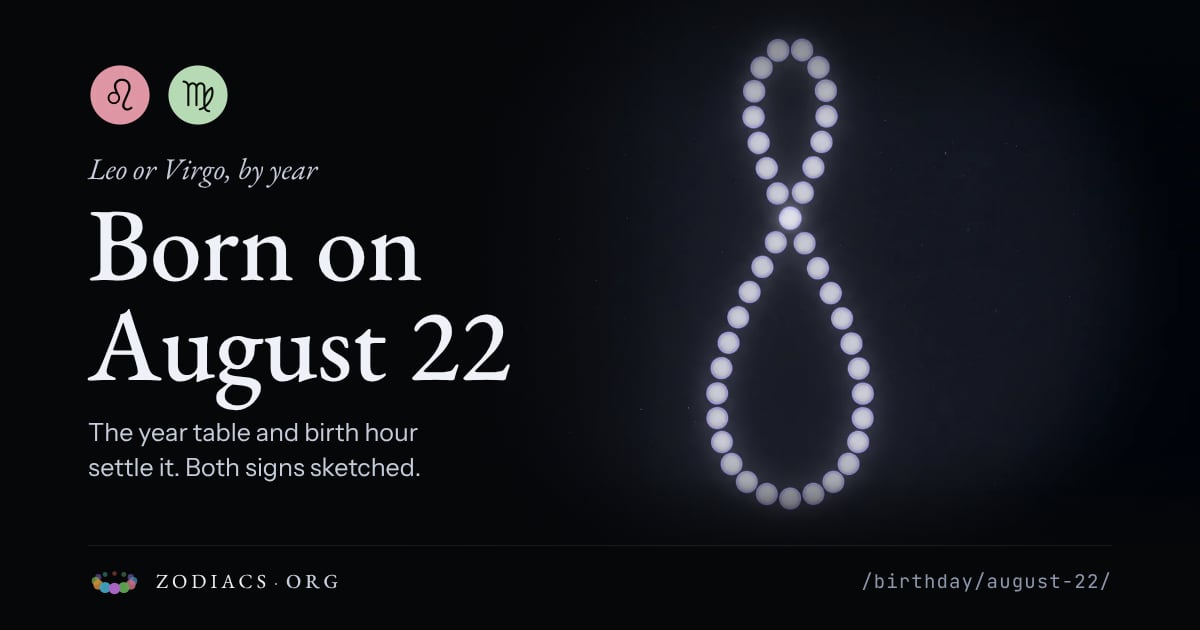 ♌ ♍
Leo or Virgo, by year
Born on
August 22
The year table and birth hour
settle it. Both signs sketched.
ZODIACS·ORG
/birthday/august-22/